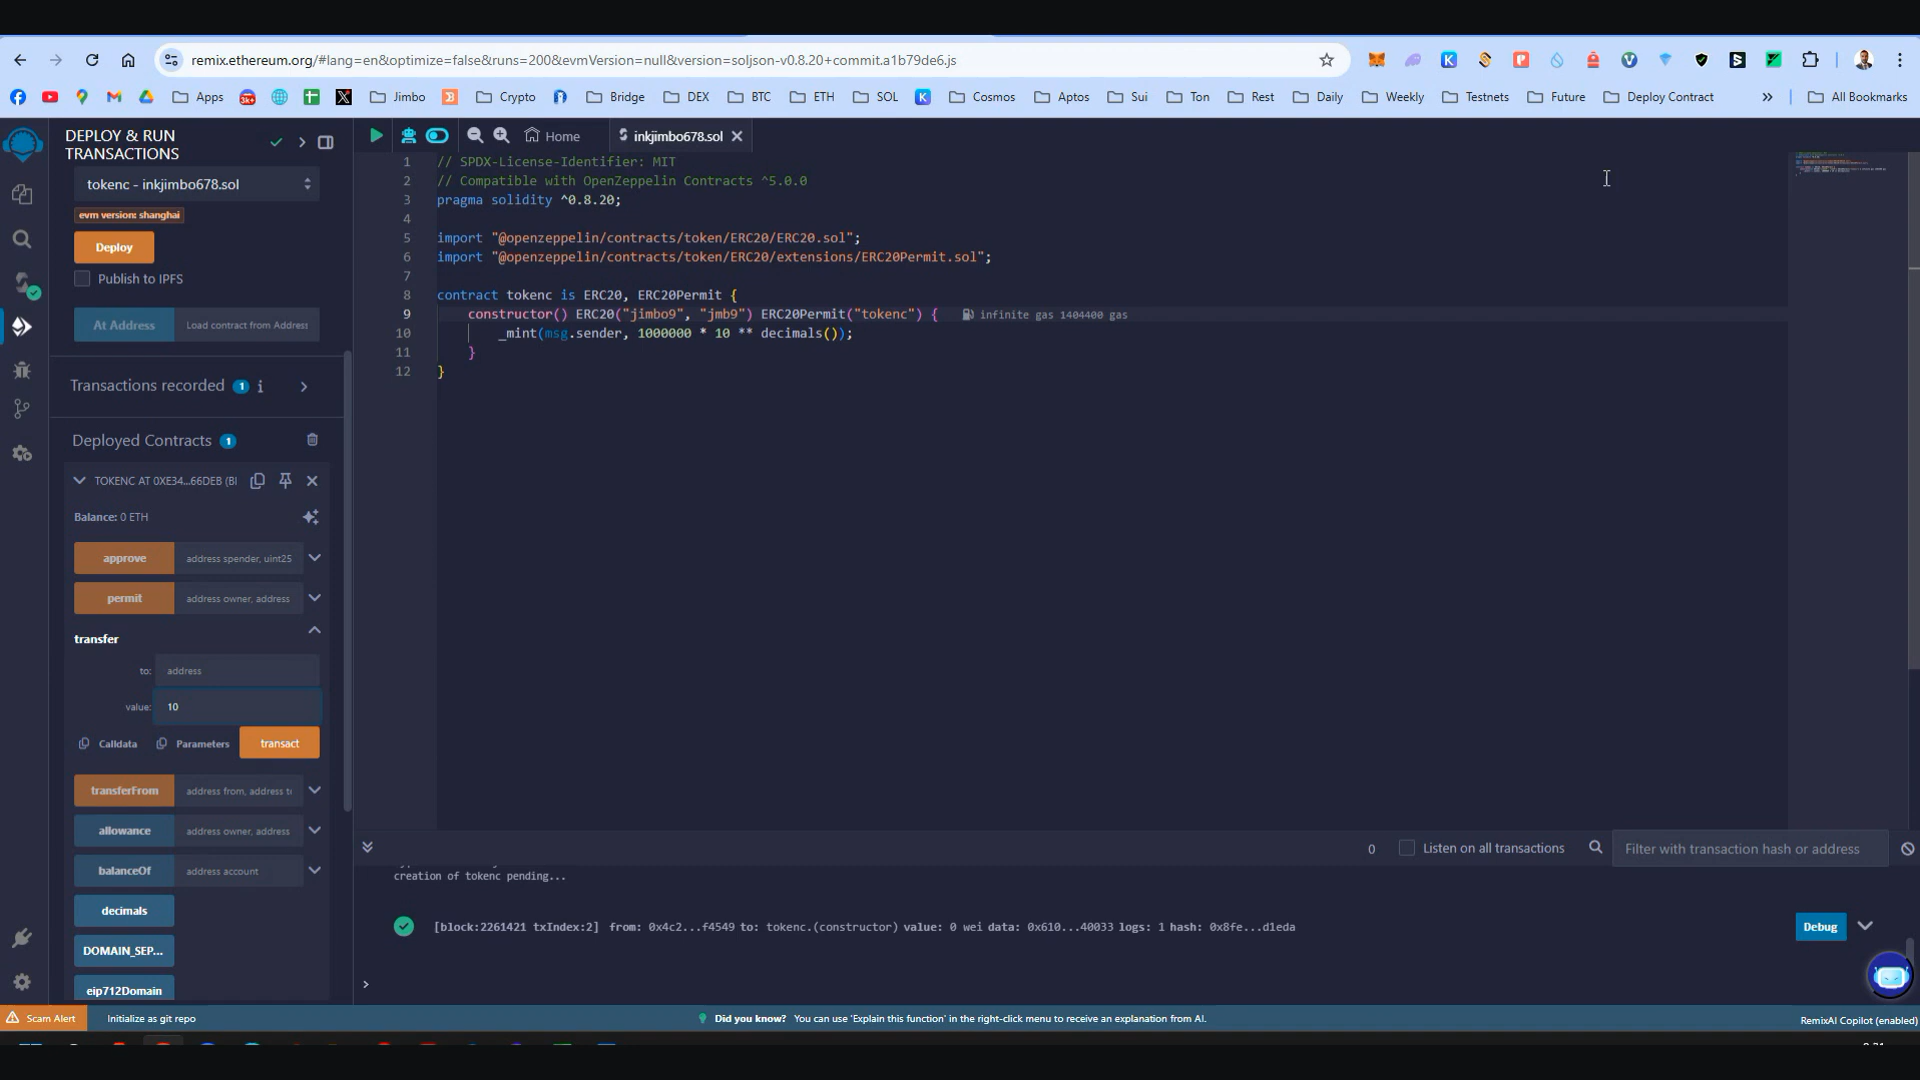 remix.ethereum.org/#lang=en&optimize=false&runs=200&evmVersion=null&version=soljson-v0.8.20+commit.a1b79de6.js
Apps
3k+
Jimbo
Crypto
Bridge
DEX
BTC
ETH
SOL
Cosmos
Aptos
Sui
Ton
Rest
Daily
Weekly
Testnets
Future
Deploy Contract
All Bookmarks
DEPLOY & RUN
TRANSACTIONS
tokenc - inkjimbo678.sol
evm version: shanghai
Deploy
Publish to IPFS
At Address
Load contract from Address
Transactions recorded 1 i
Deployed Contracts 1
TOKENC AT 0XE34...66DEB (Bl
Balance: 0 ETH
approve
address spender, uint25
permit
address owner, address
transfer
to: address
value: 10
Calldata
Parameters
transact
transferFrom
address from, address to
allowance
address owner, address
balanceOf
address account
decimals
DOMAIN_SEP...
eip712Domain
Home
inkjimbo678.sol
1 // SPDX-License-Identifier: MIT
2 // Compatible with OpenZeppelin Contracts ^5.0.0
3 pragma solidity ^0.8.20;
4
5 import "@openzeppelin/contracts/token/ERC20/ERC20.sol";
6 import "@openzeppelin/contracts/token/ERC20/extensions/ERC20Permit.sol";
7
8 contract tokenc is ERC20, ERC20Permit {
9 constructor() ERC20("jimbo9", "jmb9") ERC20Permit("tokenc") { infinite gas 1404400 gas
10 _mint(msg.sender, 1000000 * 10 ** decimals());
11 }
12 }
0
Listen on all transactions
Filter with transaction hash or address
creation of tokenc pending...
[block:2261421 txIndex:2] from: 0x4c2...f4549 to: tokenc.(constructor) value: 0 wei data: 0x610...40033 logs: 1 hash: 0x8fe...d1eda
Debug
>
Scam Alert
Initialize as git repo
Did you know? You can use 'Explain this function' in the right-click menu to receive an explanation from AI.
RemixAI Copilot (enabled)